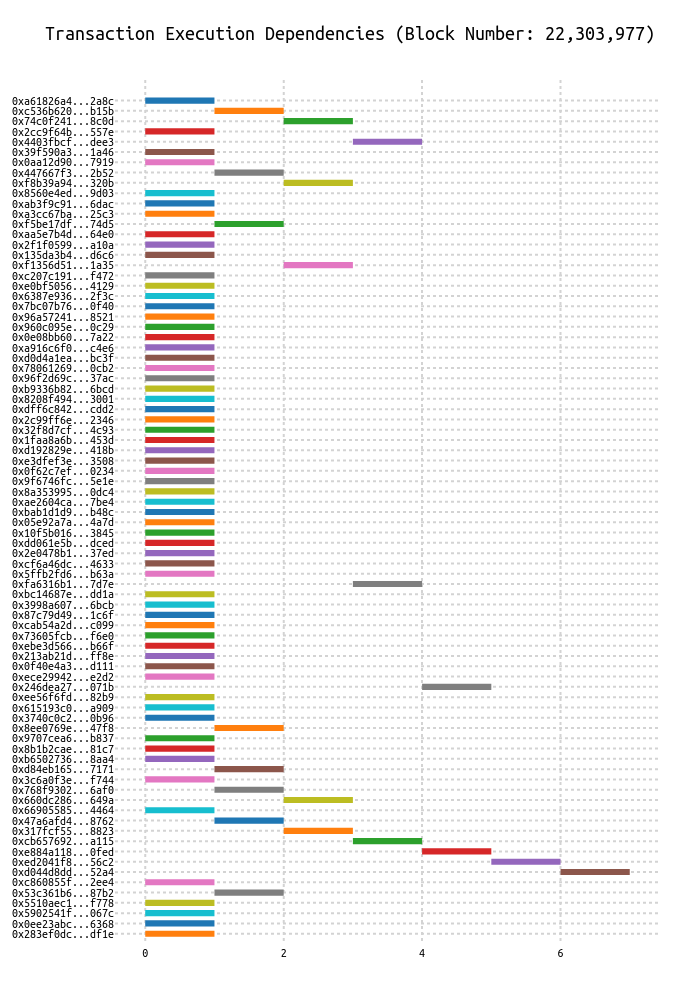 Transaction Execution Dependencies (Block Number: 22,303,977)
0xa61826a4...2a8c
0xc536b620...b15b
0x74c0f241...8c0d
0x2cc9f64b...557e
0x4403fbcf...dee3
0x39f590a3...1a46
0x0aa12d90...7919
0x447667f3...2b52
0xf8b39a94...320b
0x8560e4ed...9d03
0xab3f9c91...6dac
0xa3cc67ba...25c3
0xf5be17df...74d5
0xaa5e7b4d...64e0
0x2f1f0599...a10a
0x135da3b4...d6c6
0xf1356d51...1a35
0xc207c191...f472
0xe0bf5056...4129
0x6387e936...2f3c
0x7bc07b76...0f40
0x96a57241...8521
0x960c095e...0c29
0x0e08bb60...7a22
0xa916c6f0...c4e6
0xd0d4a1ea...bc3f
0x78061269...0cb2
0x96f2d69c...37ac
0xb9336b82...6bcd
0x8208f494...3001
0xdff6c842...cdd2
0x2c99ff6e...2346
0x32f8d7cf...4c93
0x1faa8a6b...453d
0xd192829e...418b
0xe3dfef3e...3508
0x0f62c7ef...0234
0x9f6746fc...5e1e
0x8a353995...0dc4
0xae2604ca...7be4
0xbab1d1d9...b48c
0x05e92a7a...4a7d
0x10f5b016...3845
0xdd061e5b...dced
0x2e0478b1...37ed
0xcf6a46dc...4633
0x5ffb2fd6...b63a
0xfa6316b1...7d7e
0xbc14687e...dd1a
0x3998a607...6bcb
0x87c79d49...1c6f
0xcab54a2d...c099
0x73605fcb...f6e0
0xebe3d566...b66f
0x213ab21d...ff8e
0x0f40e4a3...d111
0xece29942...e2d2
0x246dea27...071b
0xee56f6fd...82b9
0x615193c0...a909
0x3740c0c2...0b96
0x8ee0769e...47f8
0x9707cea6...b837
0x8b1b2cae...81c7
0xb6502736...8aa4
0xd84eb165...7171
0x3c6a0f3e...f744
0x768f9302...6af0
0x660dc286...649a
0x66905585...4464
0x47a6afd4...8762
0x317fcf55...8823
0xcb657692...a115
0xe884a118...0fed
0xed2041f8...56c2
0xd044d8dd...52a4
0xc860855f...2ee4
0x53c361b6...87b2
0x5510aec1...f778
0x5902541f...067c
0x0ee23abc...6368
0x283ef0dc...df1e
0 2 4 6